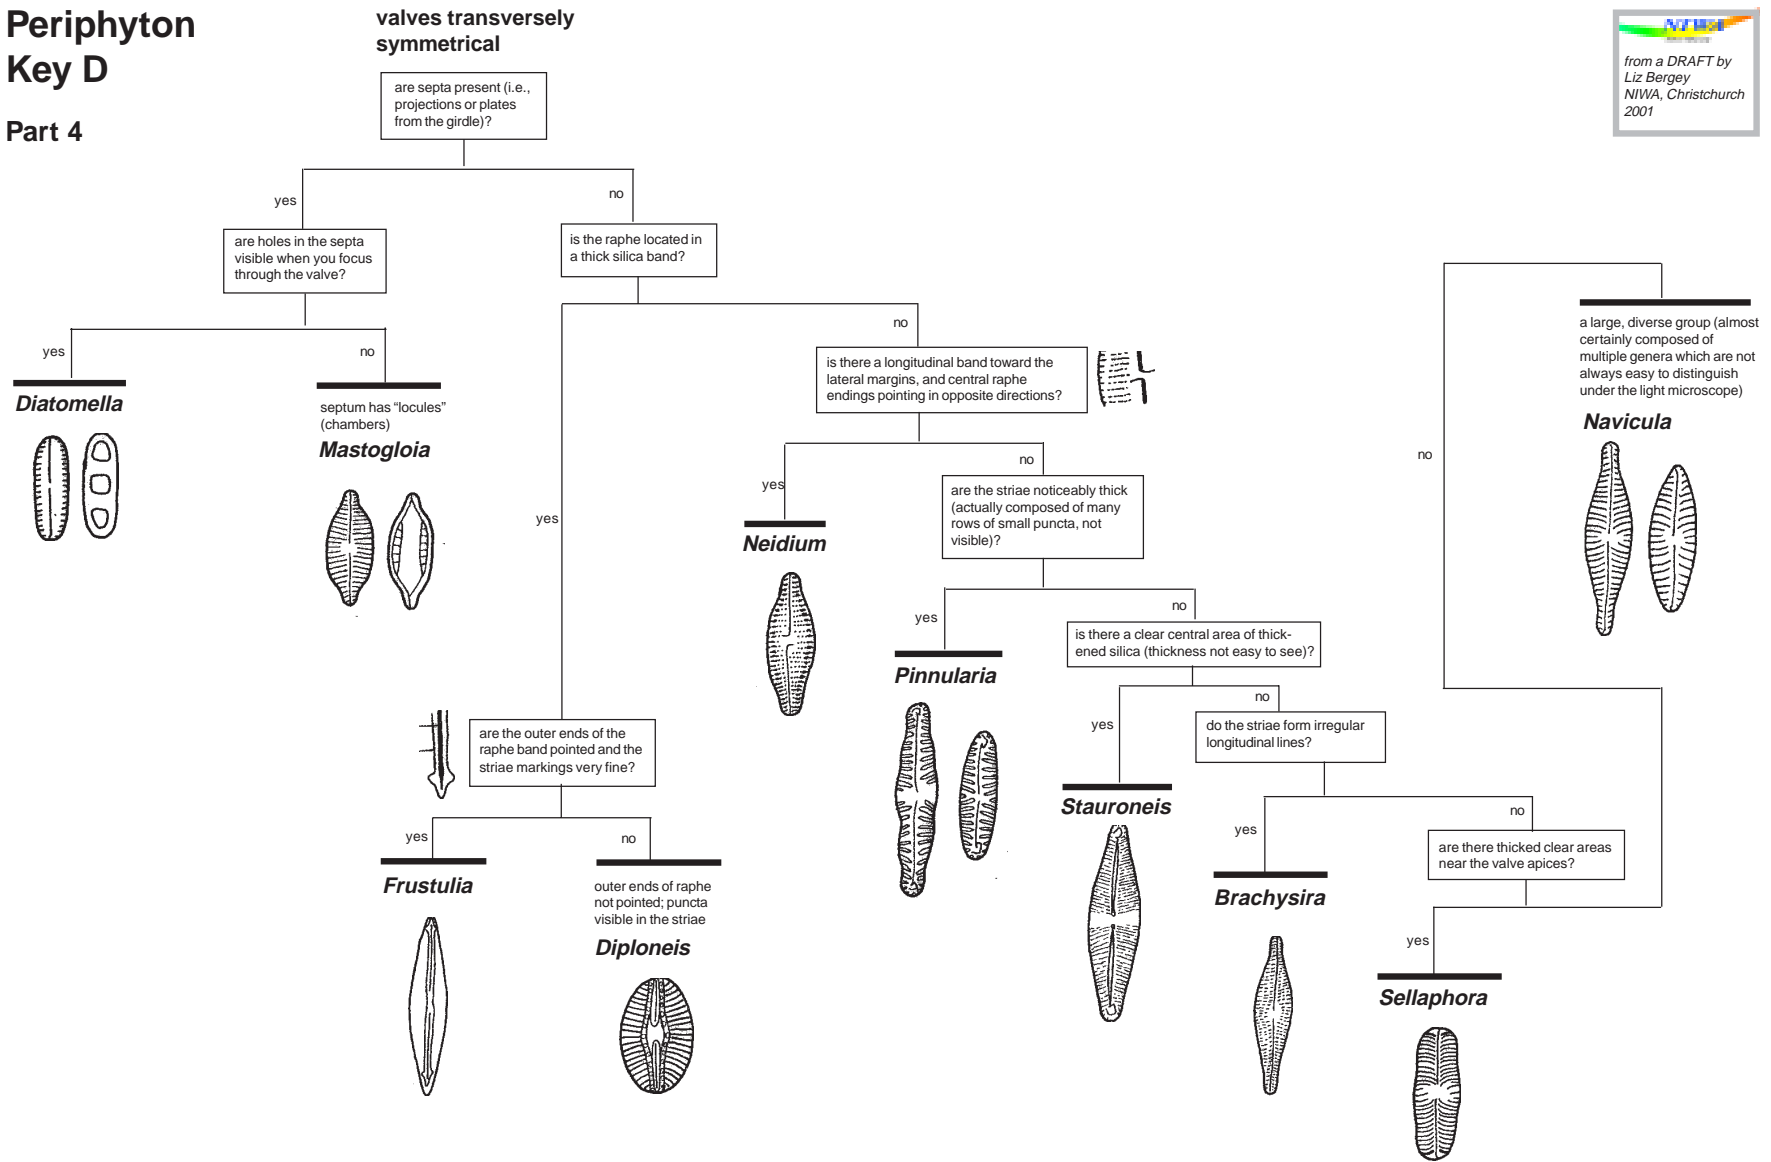 Periphyton
Key D
Part 4
valves transversely
symmetrical
from a DRAFT by
Liz Bergey
NIWA, Christchurch
2001
are septa present (i.e.,
projections or plates
from the girdle)?
yes
no
are holes in the septa
visible when you focus
through the valve?
is the raphe located in
a thick silica band?
yes
no
Diatomella
septum has “locules”
(chambers)
Mastogloia
yes
no
is there a longitudinal band toward the
lateral margins, and central raphe
endings pointing in opposite directions?
yes
no
Neidium
are the striae noticeably thick
(actually composed of many
rows of small puncta, not
visible)?
yes
no
Pinnularia
is there a clear central area of thick-
ened silica (thickness not easy to see)?
yes
no
Stauroneis
do the striae form irregular
longitudinal lines?
yes
no
Brachysira
are there thicked clear areas
near the valve apices?
yes
no
Sellaphora
a large, diverse group (almost
certainly composed of
multiple genera which are not
always easy to distinguish
under the light microscope)
Navicula
are the outer ends of the
raphe band pointed and the
striae markings very fine?
yes
no
Frustulia
outer ends of raphe
not pointed; puncta
visible in the striae
Diploneis